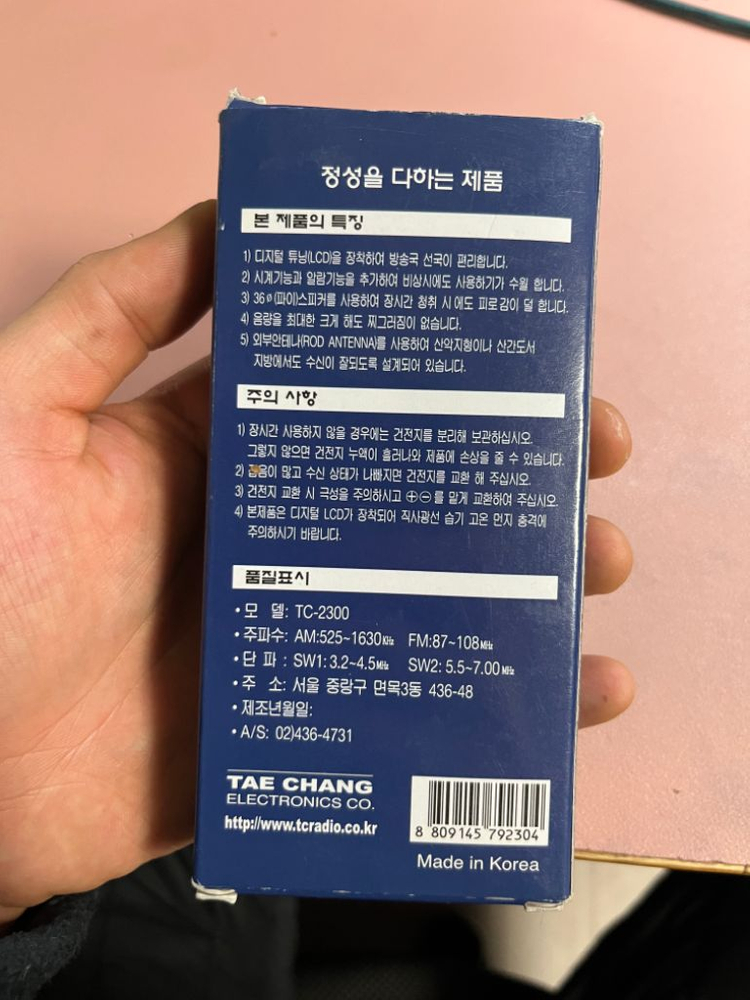 정성을 다하는 제품
본 제품의 특징
1) 디지털 튜닝(LCD)을 장착하여 방송국 선국이 편리합니다.
2) 시계기능과 알람기능을 추가하여 비상시에도 사용하기가 수월 합니다.
3) 36ø(파이)스피커를 사용하여 장시간 청취 시 에도 피로감이 덜 합니다.
4) 음량을 최대한 크게 해도 찌그러짐이 없습니다.
5) 외부안테나(ROD ANTENNA)를 사용하여 산악지형이나 산간도서
지방에서도 수신이 잘되도록 설계되어 있습니다.
주의 사항
1) 장시간 사용하지 않을 경우에는 건전지를 분리해 보관하십시오.
그렇지 않으면 건전지 누액이 흘러나와 제품에 손상을 줄 수 있습니다.
2) 많고 수신 상태가 나빠지면 건전지를 교환 해 주십시오.
3) 건전지 교환 시 극성을 주의하시고 ⊕⊖를 맡게 교환하여 주십시오.
4) 본제품은 디지털 LCD가 장착되어 직사광선 습기 고온 먼지 충격에
주의하시기 바랍니다.
품질표시
• 모 델: TC-2300
• 주파수: AM:525~1630KHz FM:87~108MHz
• 단 파 : SW1: 3.2~4.5MHz SW2: 5.5~7.00MHz
• 주 소: 서울 중랑구 면목3동 436-48
• 제조년월일:
• A/S: 02)436-4731
TAE CHANG
ELECTRONICS CO.
http://www.tcradio.co.kr
8 809145 792304
Made in Korea